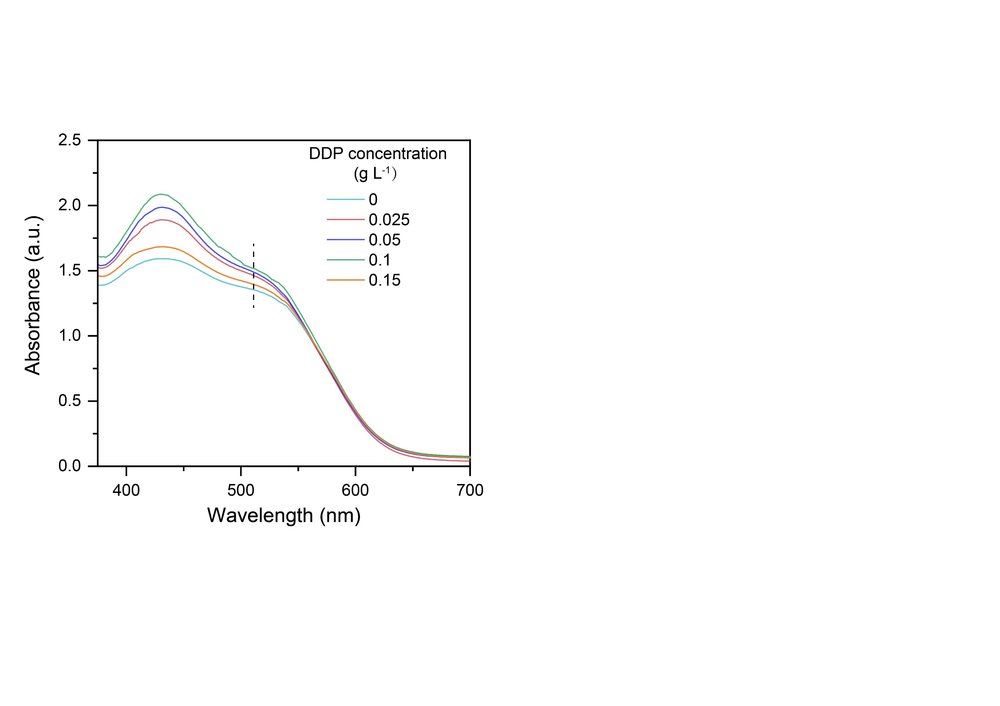 DDP concentration
(g L⁻¹)
0
0.025
0.05
0.1
0.15
2.5
2.0
1.5
1.0
0.5
0.0
Absorbance (a.u.)
400 500 600 700
Wavelength (nm)